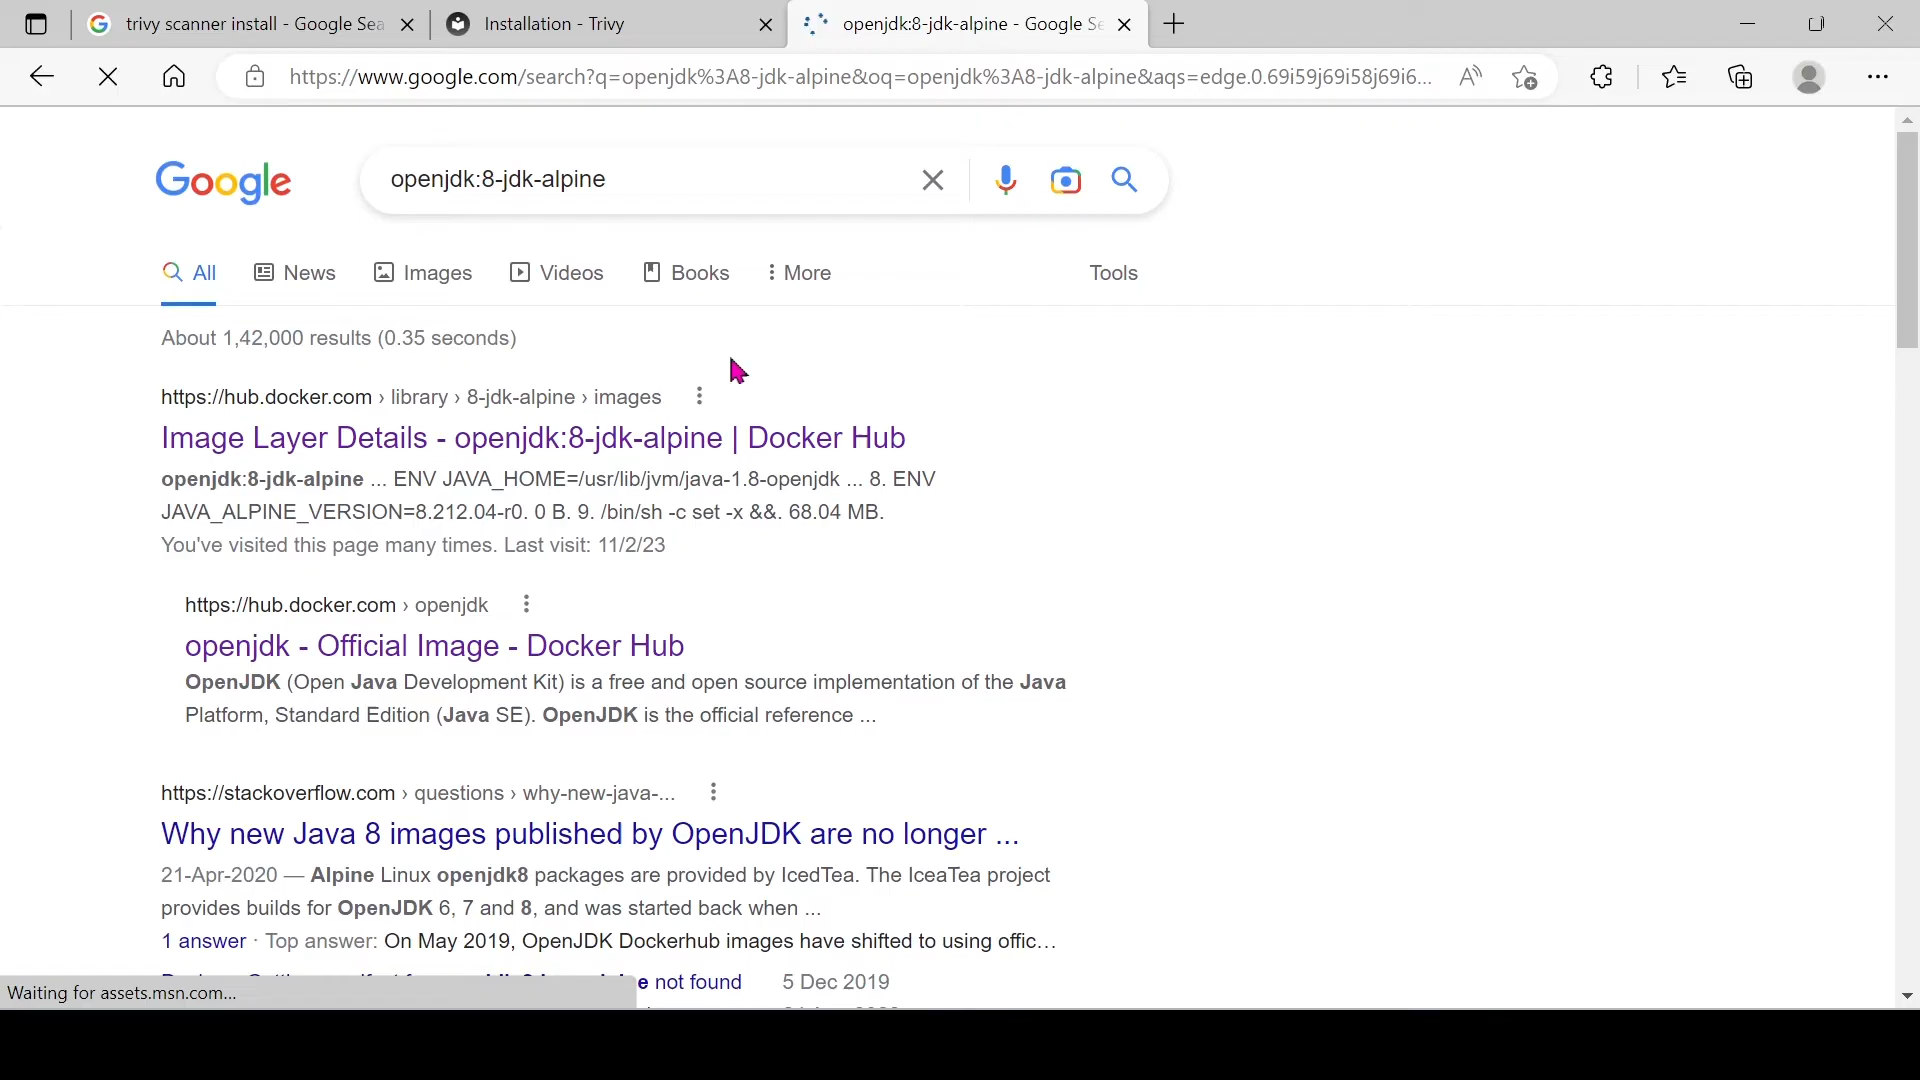 trivy scanner install - Google Sea
Installation - Trivy
openjdk:8-jdk-alpine - Google Se
https://www.google.com/search?q=openjdk%3A8-jdk-alpine&oq=openjdk%3A8-jdk-alpine&aqs=edge.0.69i59j69i58j69i6...
Google
openjdk:8-jdk-alpine
All
News
Images
Videos
Books
More
Tools
About 1,42,000 results (0.35 seconds)
https://hub.docker.com › library › 8-jdk-alpine › images
Image Layer Details - openjdk:8-jdk-alpine | Docker Hub
openjdk:8-jdk-alpine ... ENV JAVA_HOME=/usr/lib/jvm/java-1.8-openjdk ... 8. ENV
JAVA_ALPINE_VERSION=8.212.04-r0. 0 B. 9. /bin/sh -c set -x &&. 68.04 MB.
You've visited this page many times. Last visit: 11/2/23
https://hub.docker.com › openjdk
openjdk - Official Image - Docker Hub
OpenJDK (Open Java Development Kit) is a free and open source implementation of the Java
Platform, Standard Edition (Java SE). OpenJDK is the official reference ...
https://stackoverflow.com › questions › why-new-java-...
Why new Java 8 images published by OpenJDK are no longer ...
21-Apr-2020 — Alpine Linux openjdk8 packages are provided by IcedTea. The IceaTea project
provides builds for OpenJDK 6, 7 and 8, and was started back when ...
1 answer · Top answer: On May 2019, OpenJDK Dockerhub images have shifted to using offic...
e not found 5 Dec 2019
Waiting for assets.msn.com...